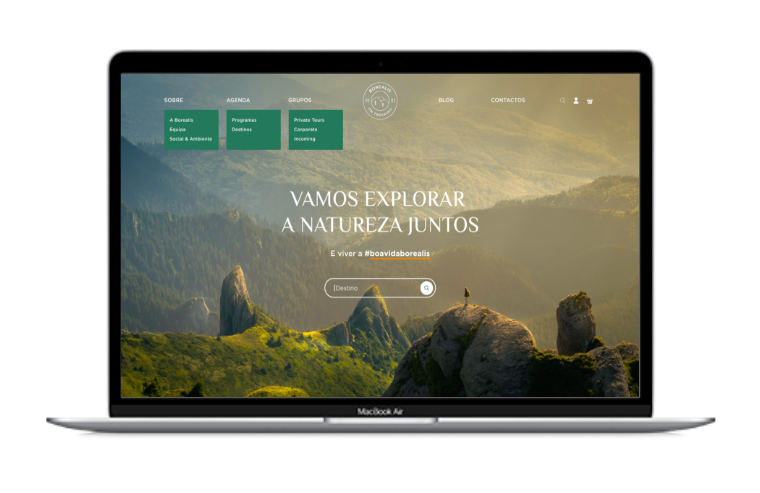 SOBRE
AGENDA
GRUPOS
BOREALIS
BLOG
CONTACTOS
A Borealis
Equipa
Social & Ambiente
Programas
Destinos
Private Tours
Corporate
Incoming
VAMOS EXPLORAR
A NATUREZA JUNTOS
E viver a #boavidaborealis
Destino
MacBook Air